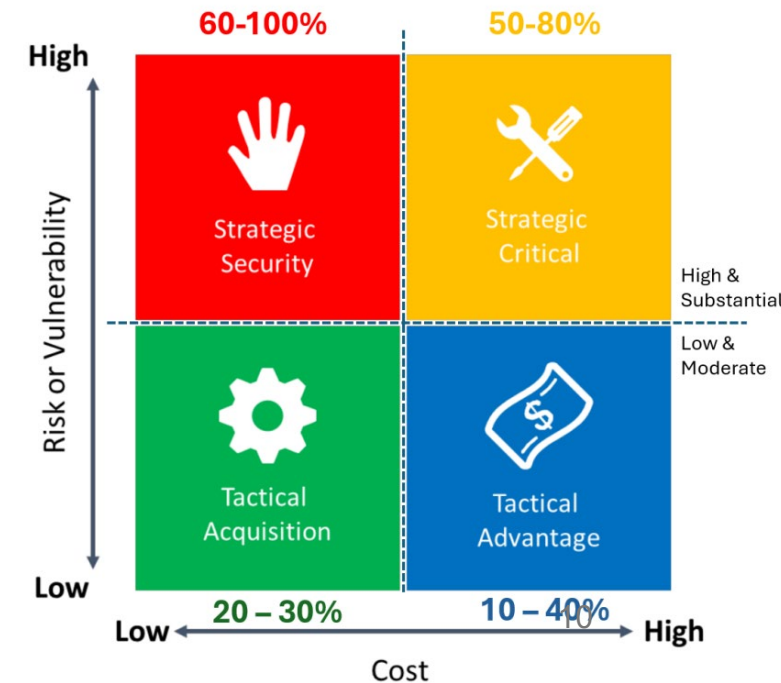 60-100%
50-80%
High
Risk or Vulnerability
Strategic
Security
Strategic
Critical
High &
Substantial
Low &
Moderate
Tactical
Acquisition
Tactical
Advantage
Low
20 – 30%
10 – 40%
10
Low
High
Cost